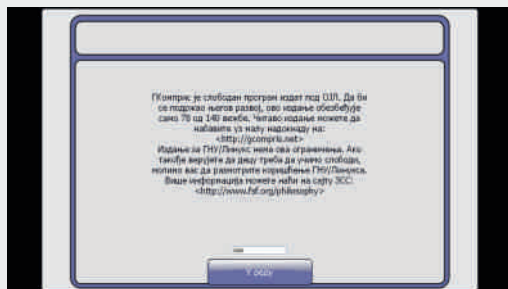 ГКомприс је слободан програм издат под ОЈЛ. Да би
се подржао његов развој, ово издање обезбеђује
само 78 од 140 вежбе. Читаво издање можете да
набавите уз малу надокнаду на:
<http://gcompris.net>
Издање за ГНУ/Линукс нема ова ограничења. Ако
такође верујете да децу треба да учимо слободи,
молимо вас да размотрите коришћење ГНУ/Линукса.
Више информација можете наћи на сајту ЗСС:
<http://www.fsf.org/philosophy>
У реду